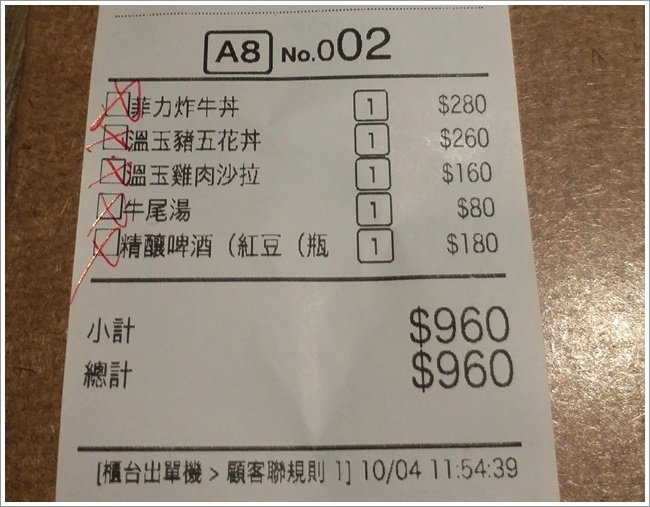 A8 No.002
菲力炸牛丼 1 $280
溫玉豬五花丼 1 $260
溫玉雞肉沙拉 1 $160
牛尾湯 1 $80
精釀啤酒（紅豆（瓶 1 $180
小計 $960
總計 $960
[櫃台出單機 > 顧客聯規則 1] 10/04 11:54:39